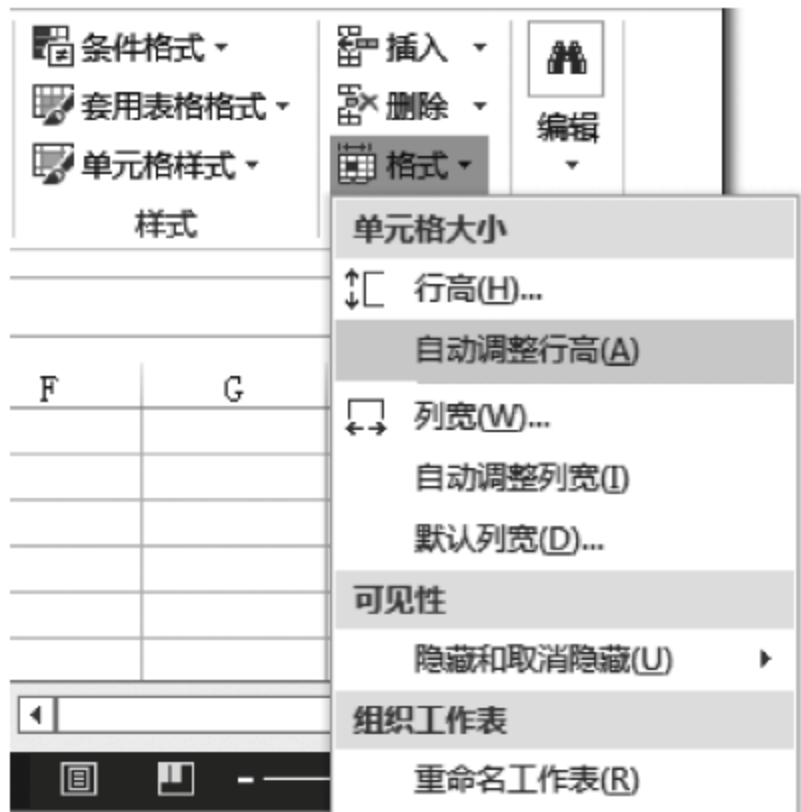 条件格式
套用表格格式
单元格样式
样式
插入
删除
格式
编辑
单元格大小
行高(H)...
自动调整行高(A)
列宽(W)...
自动调整列宽(I)
默认列宽(D)...
可见性
隐藏和取消隐藏(U)
组织工作表
重命名工作表(R)
F G